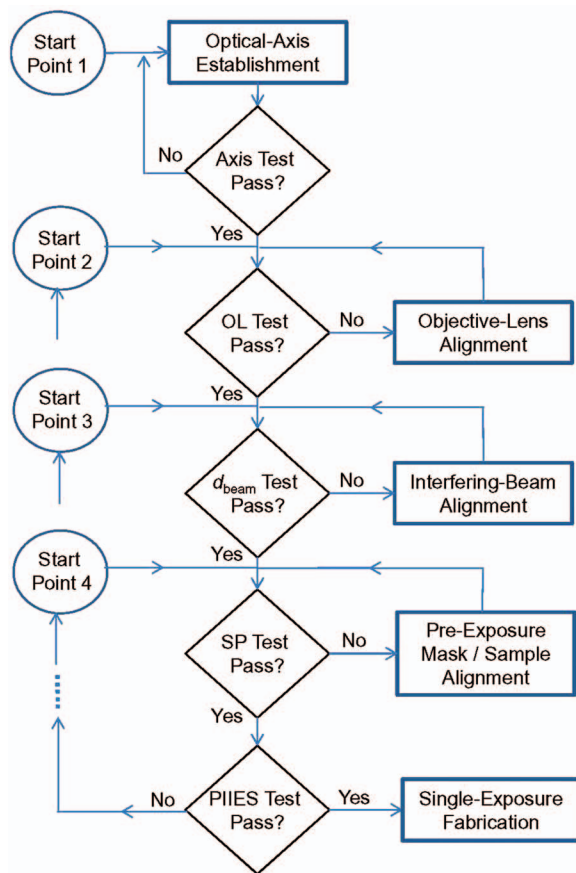 Start
Point 1
Optical-Axis
Establishment
No
Axis Test
Pass?
Yes
Start
Point 2
OL Test
Pass?
No
Objective-Lens
Alignment
Yes
Start
Point 3
dbeam Test
Pass?
No
Interfering-Beam
Alignment
Yes
Start
Point 4
SP Test
Pass?
No
Pre-Exposure
Mask / Sample
Alignment
Yes
No
PIIES Test
Pass?
Yes
Single-Exposure
Fabrication